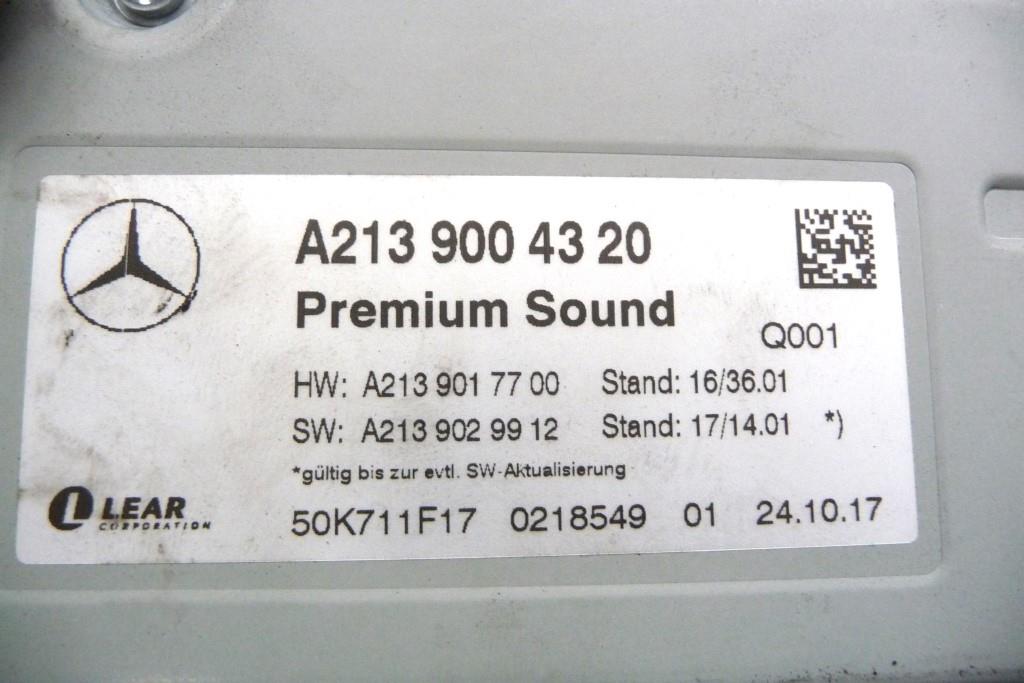 A213 900 43 20
Premium Sound
Q001
HW: A213 901 77 00 Stand: 16/36.01
SW: A213 902 99 12 Stand: 17/14.01 *)
*gültig bis zur evtl. SW-Aktualisierung
LEAR
CORPORATION
50K711F17 0218549 01 24.10.17